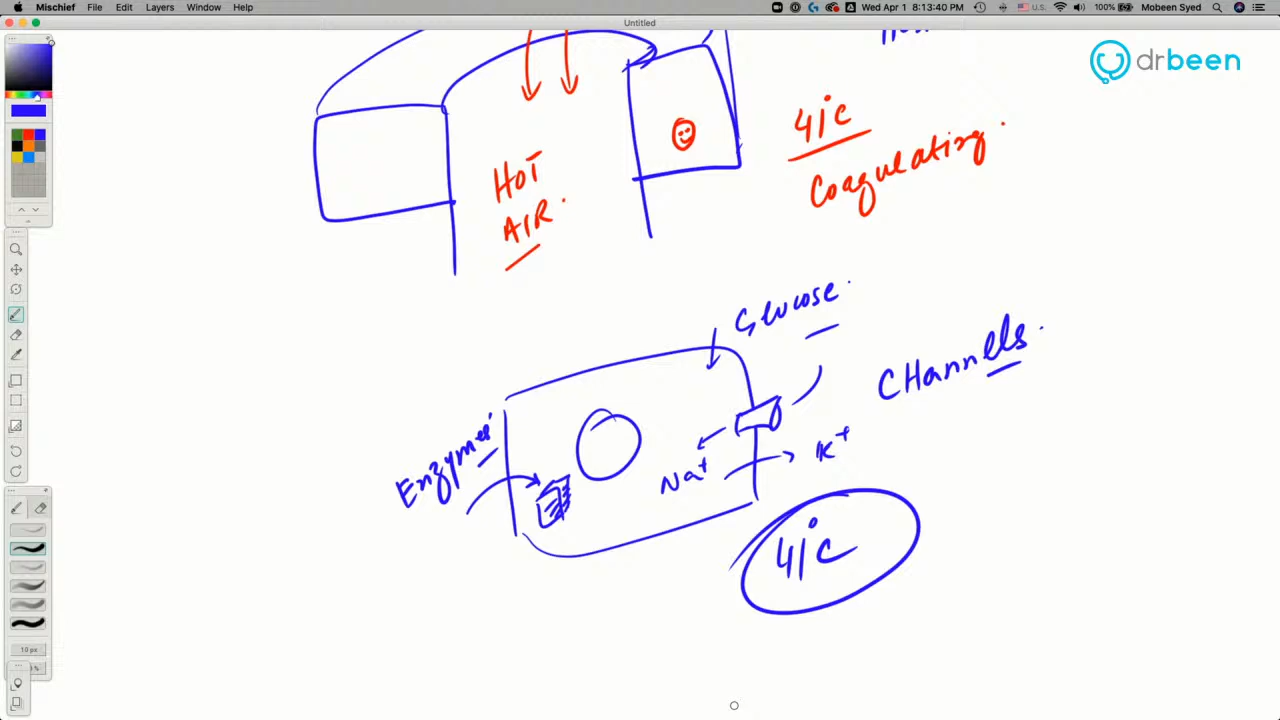 Mischief File Edit Layers Window Help
100% Wed Apr 1 8:13:40 PM Mobeen Syed
U.S.
Untitled
drbeen
HOT
AIR.
41°C
Coagulating.
Glucose.
CHannels.
Enzymes
Na+
K+
41°C
10 px
%